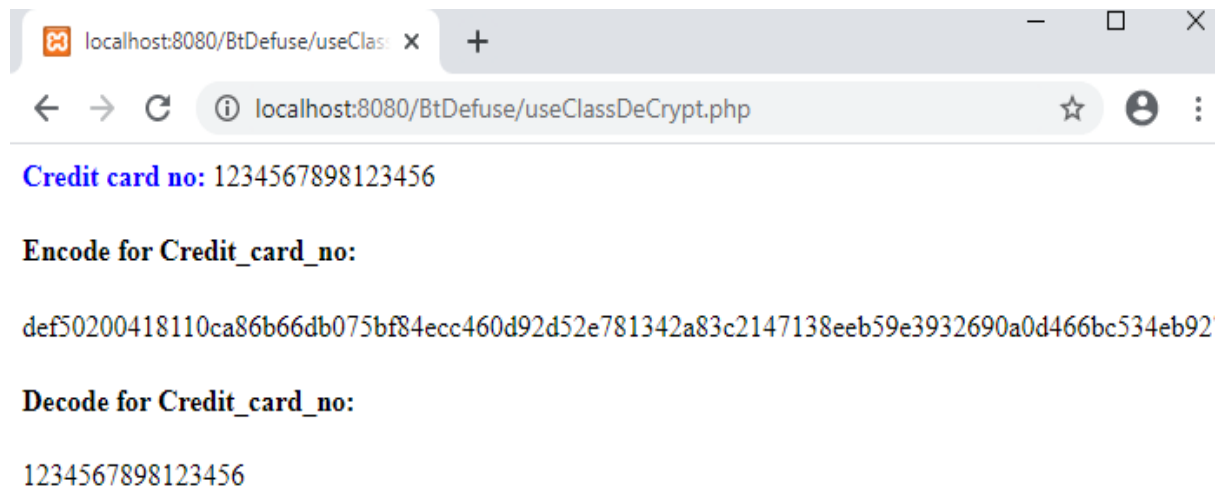 localhost:8080/BtDefuse/useClas
localhost:8080/BtDefuse/useClassDeCrypt.php
Credit card no: 1234567898123456
Encode for Credit_card_no:
def50200418110ca86b66db075bf84ecc460d92d52e781342a83c2147138eeb59e3932690a0d466bc534eb92
Decode for Credit_card_no:
1234567898123456